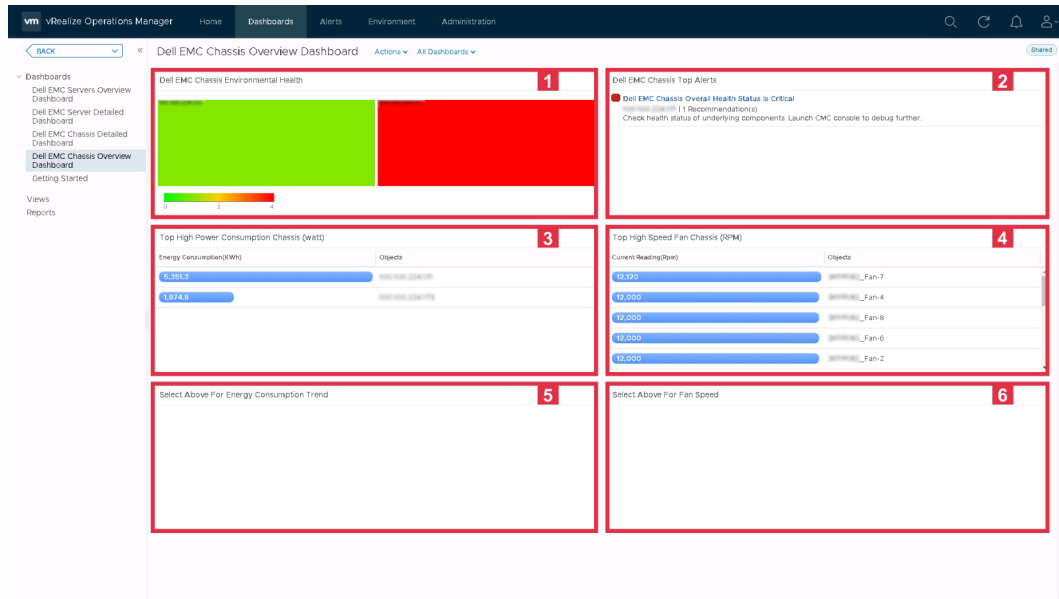 vm vRealize Operations Manager Home Dashboards Alerts Environment Administration
BACK
Dell EMC Chassis Overview Dashboard Actions All Dashboards Shared
Dashboards
Dell EMC Servers Overview
Dashboard
Dell EMC Server Detailed
Dashboard
Dell EMC Chassis Detailed
Dashboard
Dell EMC Chassis Overview
Dashboard
Getting Started
Views
Reports
Dell EMC Chassis Environmental Health 1
0 2 4
Dell EMC Chassis Top Alerts 2
Dell EMC Chassis Overall Health Status is Critical
| 1 Recommendation(s)
Check health status of underlying components. Launch CMC console to debug further.
Top High Power Consumption Chassis (watt) 3
Energy Consumption(KWh) Objects
5,351.3
1,874.8
Top High Speed Fan Chassis (RPM) 4
Current Reading(Rpm) Objects
12,120 _Fan-7
12,000 _Fan-4
12,000 _Fan-8
12,000 _Fan-6
12,000 _Fan-2
Select Above For Energy Consumption Trend 5
Select Above For Fan Speed 6